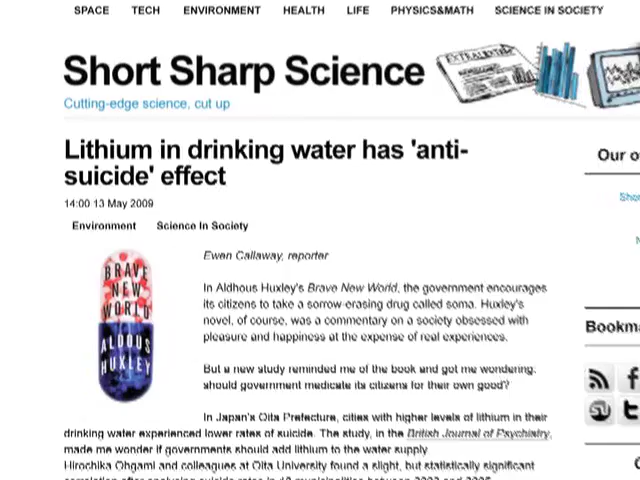 SPACE TECH ENVIRONMENT HEALTH LIFE PHYSICS&MATH SCIENCE IN SOCIETY
Short Sharp Science
EXTRA! EXTRA!
Cutting-edge science, cut up
Lithium in drinking water has 'anti-
suicide' effect
14:00 13 May 2009
Environment Science In Society
Ewen Callaway, reporter
BRAVE
NEW
WORLD
ALDOUS
HUXLEY
In Aldhous Huxley's Brave New World, the government encourages
its citizens to take a sorrow-erasing drug called soma. Huxley's
novel, of course, was a commentary on a society obsessed with
pleasure and happiness at the expense of real experiences.
But a new study reminded me of the book and got me wondering:
should government medicate its citizens for their own good?
In Japan's Oita Prefecture, cities with higher levels of lithium in their
drinking water experienced lower rates of suicide. The study, in the British Journal of Psychiatry,
made me wonder if governments should add lithium to the water supply
Hirochika Ohgami and colleagues at Oita University found a slight, but statistically significant
Our o
Shor
Bookma